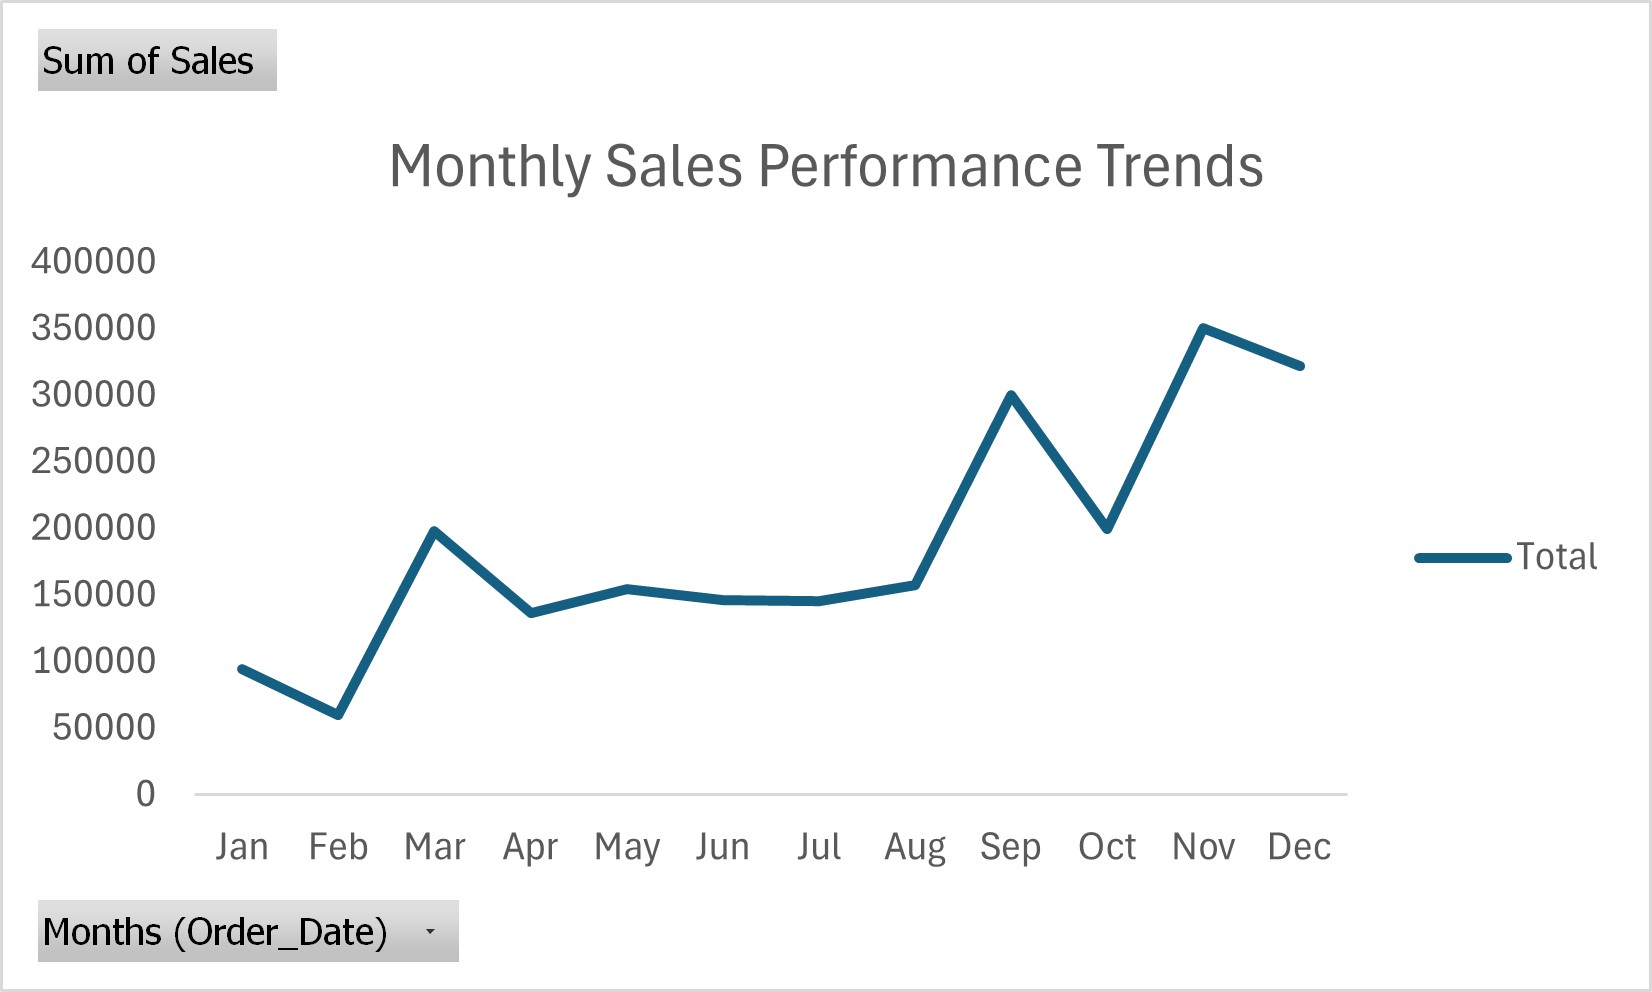 Sum of Sales
Monthly Sales Performance Trends
400000
350000
300000
250000
200000
150000
100000
50000
0
Total
Jan Feb Mar Apr May Jun Jul Aug Sep Oct Nov Dec
Months (Order_Date)